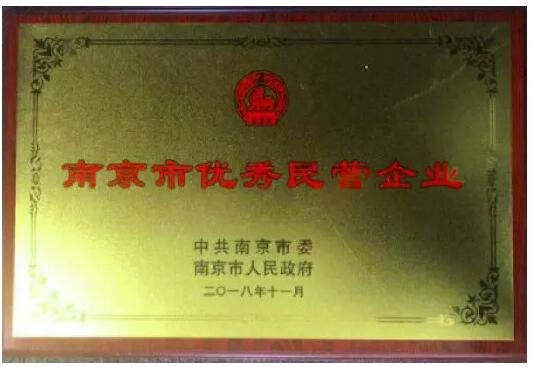 南京市优秀民营企业
中共南京市委
南京市人民政府
二〇一八年十一月